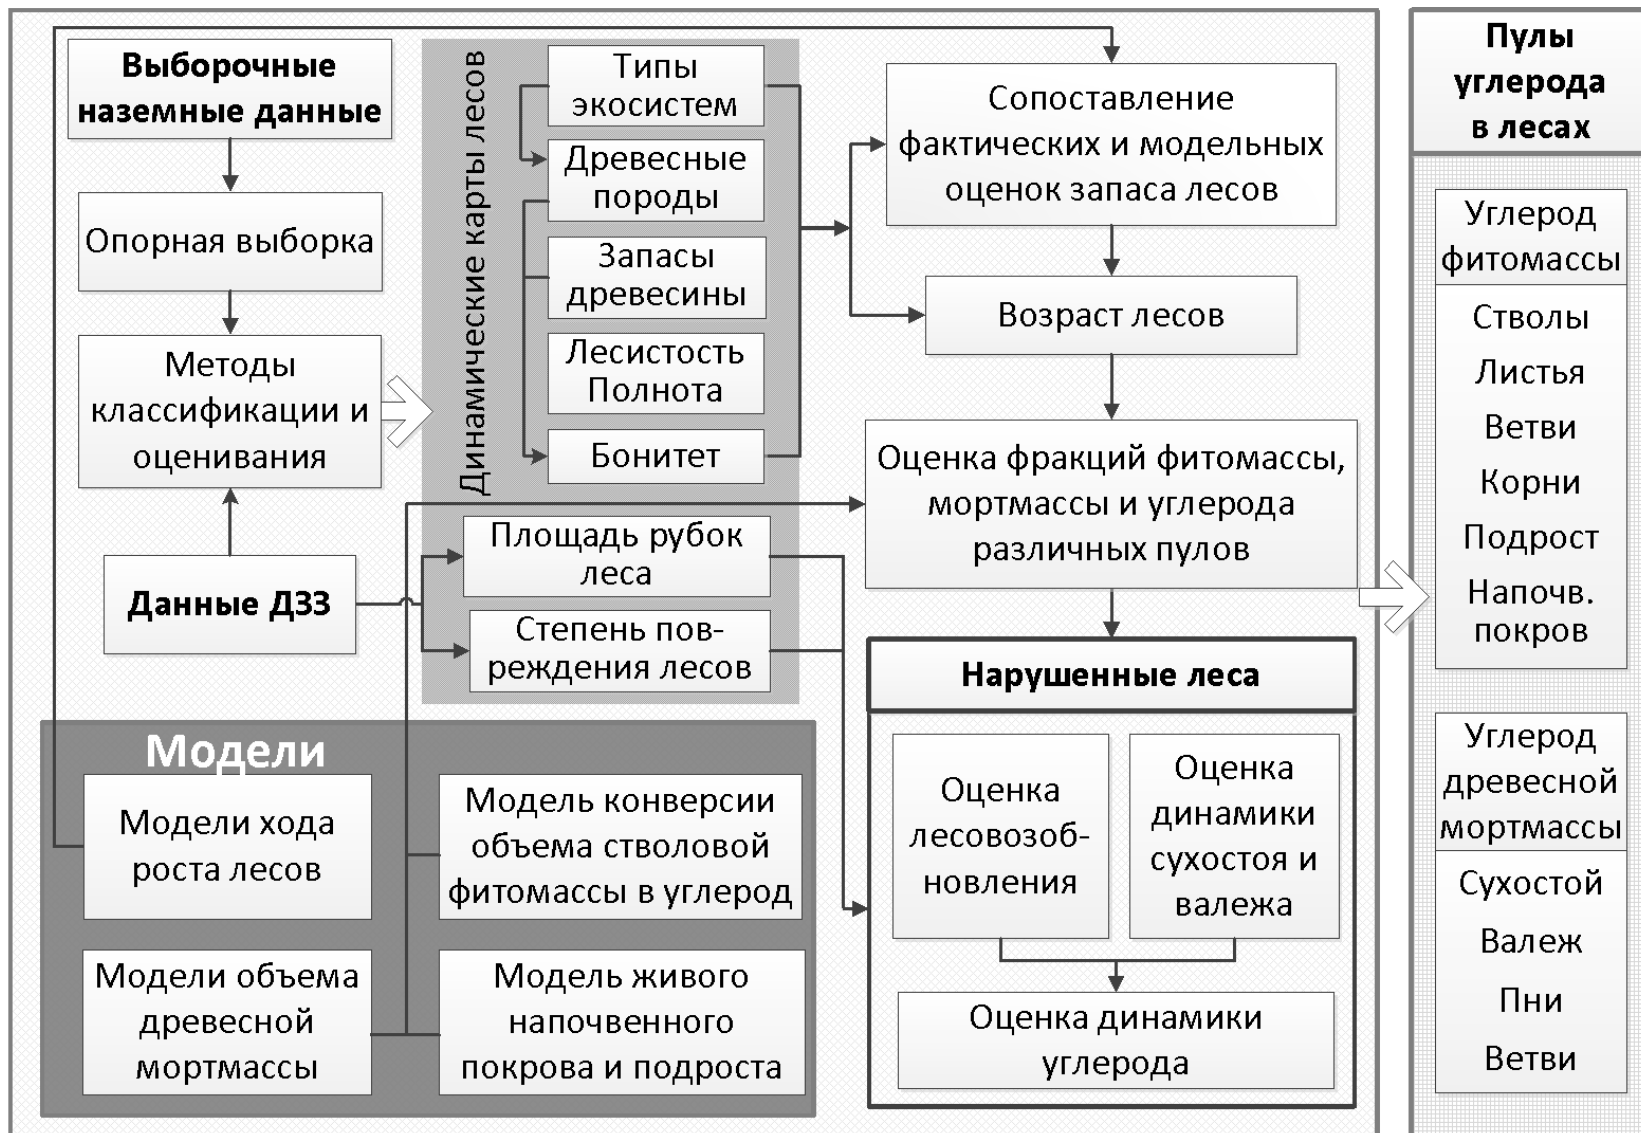 Выборочные
наземные данные
Опорная выборка
Методы
классификации и
оценивания
Данные ДЗЗ
Динамические карты лесов
Типы
экосистем
Древесные
породы
Запасы
древесины
Лесистость
Полнота
Бонитет
Площадь рубок
леса
Степень пов-
реждения лесов
Сопоставление
фактических и модельных
оценок запаса лесов
Возраст лесов
Оценка фракций фитомассы,
мортмассы и углерода
различных пулов
Нарушенные леса
Оценка
лесовозоб-
новления
Оценка
динамики
сухостоя и
валежа
Оценка динамики
углерода
Модели
Модели хода
роста лесов
Модель конверсии
объема стволовой
фитомассы в углерод
Модели объема
древесной
мортмассы
Модель живого
напочвенного
покрова и подроста
Пулы
углерода
в лесах
Углерод
фитомассы
Стволы
Листья
Ветви
Корни
Подрост
Напочв.
покров
Углерод
древесной
мортмассы
Сухостой
Валеж
Пни
Ветви